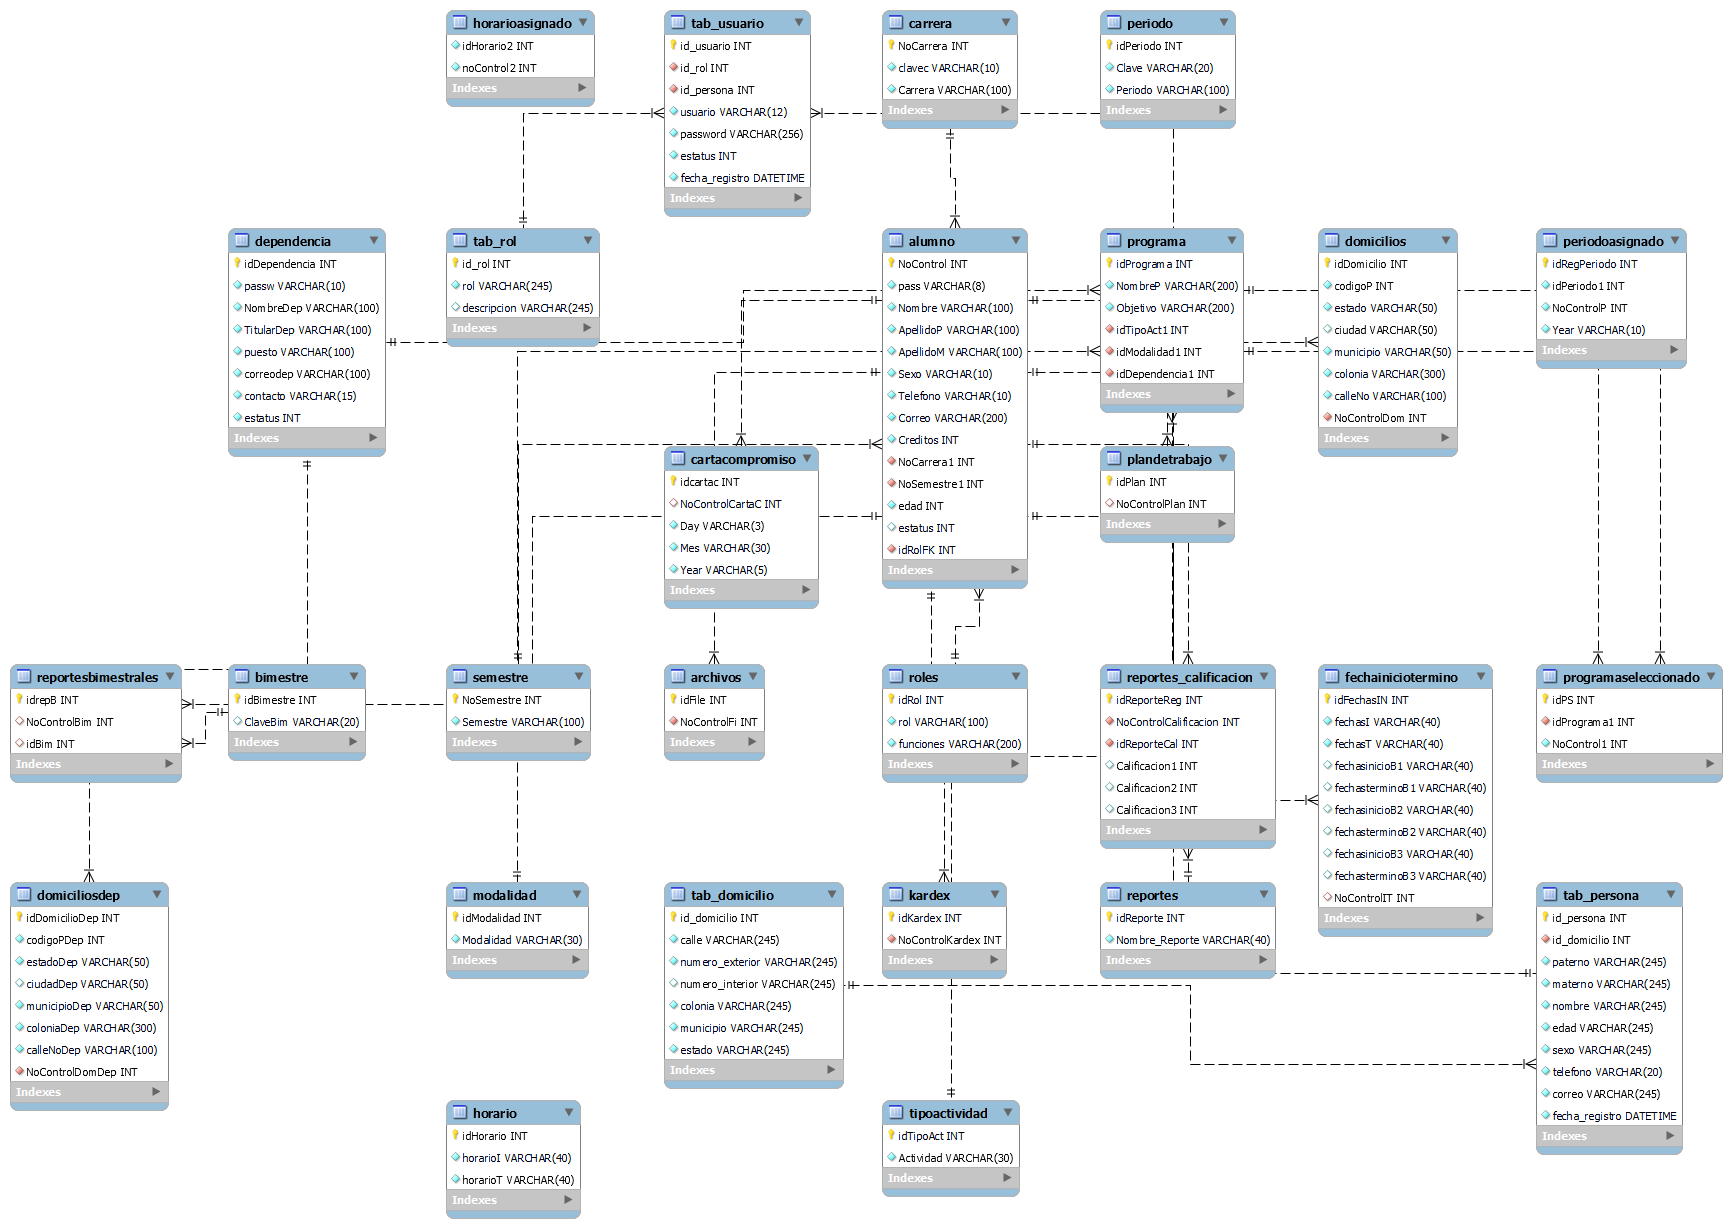 horarioasignado
idHorario2 INT
noControl2 INT
Indexes
tab_usuario
id_usuario INT
id_rol INT
id_persona INT
usuario VARCHAR(12)
password VARCHAR(256)
estatus INT
fecha_registro DATETIME
Indexes
carrera
NoCarrera INT
clavec VARCHAR(10)
Carrera VARCHAR(100)
Indexes
periodo
idPeriodo INT
Clave VARCHAR(20)
Periodo VARCHAR(100)
Indexes
dependencia
idDependencia INT
passw VARCHAR(10)
NombreDep VARCHAR(100)
TitularDep VARCHAR(100)
puesto VARCHAR(100)
correodep VARCHAR(100)
contacto VARCHAR(15)
estatus INT
Indexes
tab_rol
id_rol INT
rol VARCHAR(245)
descripcion VARCHAR(245)
Indexes
alumno
NoControl INT
pass VARCHAR(8)
Nombre VARCHAR(100)
ApellidoP VARCHAR(100)
ApellidoM VARCHAR(100)
Sexo VARCHAR(10)
Telefono VARCHAR(10)
Correo VARCHAR(200)
Creditos INT
NoCarrera1 INT
NoSemestre1 INT
edad INT
estatus INT
idRolFK INT
Indexes
programa
idPrograma INT
NombreP VARCHAR(200)
Objetivo VARCHAR(200)
idTipoAct1 INT
idModalidad1 INT
idDependencia1 INT
Indexes
domicilios
idDomicilio INT
codigoP INT
estado VARCHAR(50)
ciudad VARCHAR(50)
municipio VARCHAR(50)
colonia VARCHAR(300)
calleNo VARCHAR(100)
NoControlDom INT
Indexes
periodoasignado
idRegPeriodo INT
idPeriodo1 INT
NoControlP INT
Year VARCHAR(10)
Indexes
cartacompromiso
idcartac INT
NoControlCartaC INT
Day VARCHAR(3)
Mes VARCHAR(30)
Year VARCHAR(5)
Indexes
plandetrabajo
idPlan INT
NoControlPlan INT
Indexes
reportesbimestrales
idrepB INT
NoControlBim INT
idBim INT
Indexes
bimestre
idBimestre INT
ClaveBim VARCHAR(20)
Indexes
semestre
NoSemestre INT
Semestre VARCHAR(100)
Indexes
archivos
idFile INT
NoControlFi INT
Indexes
roles
idRol INT
rol VARCHAR(100)
funciones VARCHAR(200)
Indexes
reportes_calificacion
idReporteReg INT
NoControlCalificacion INT
idReporteCal INT
Calificacion1 INT
Calificacion2 INT
Calificacion3 INT
Indexes
fechainiciotermino
idFechasIN INT
fechasI VARCHAR(40)
fechasT VARCHAR(40)
fechasinicioB1 VARCHAR(40)
fechasterminoB1 VARCHAR(40)
fechasinicioB2 VARCHAR(40)
fechasterminoB2 VARCHAR(40)
fechasinicioB3 VARCHAR(40)
fechasterminoB3 VARCHAR(40)
NoControlIT INT
Indexes
programaseleccionado
idPS INT
idPrograma1 INT
NoControl1 INT
Indexes
domiciliosdep
idDomicilioDep INT
codigoPDep INT
estadoDep VARCHAR(50)
ciudadDep VARCHAR(50)
municipioDep VARCHAR(50)
coloniaDep VARCHAR(300)
calleNoDep VARCHAR(100)
NoControlDomDep INT
Indexes
modalidad
idModalidad INT
Modalidad VARCHAR(30)
Indexes
tab_domicilio
id_domicilio INT
calle VARCHAR(245)
numero_exterior VARCHAR(245)
numero_interior VARCHAR(245)
colonia VARCHAR(245)
municipio VARCHAR(245)
estado VARCHAR(245)
Indexes
kardex
idKardex INT
NoControlKardex INT
Indexes
reportes
idReporte INT
Nombre_Reporte VARCHAR(40)
Indexes
tab_persona
id_persona INT
id_domicilio INT
paterno VARCHAR(245)
materno VARCHAR(245)
nombre VARCHAR(245)
edad VARCHAR(245)
sexo VARCHAR(245)
telefono VARCHAR(20)
correo VARCHAR(245)
fecha_registro DATETIME
Indexes
horario
idHorario INT
horarioI VARCHAR(40)
horarioT VARCHAR(40)
Indexes
tipoactividad
idTipoAct INT
Actividad VARCHAR(30)
Indexes